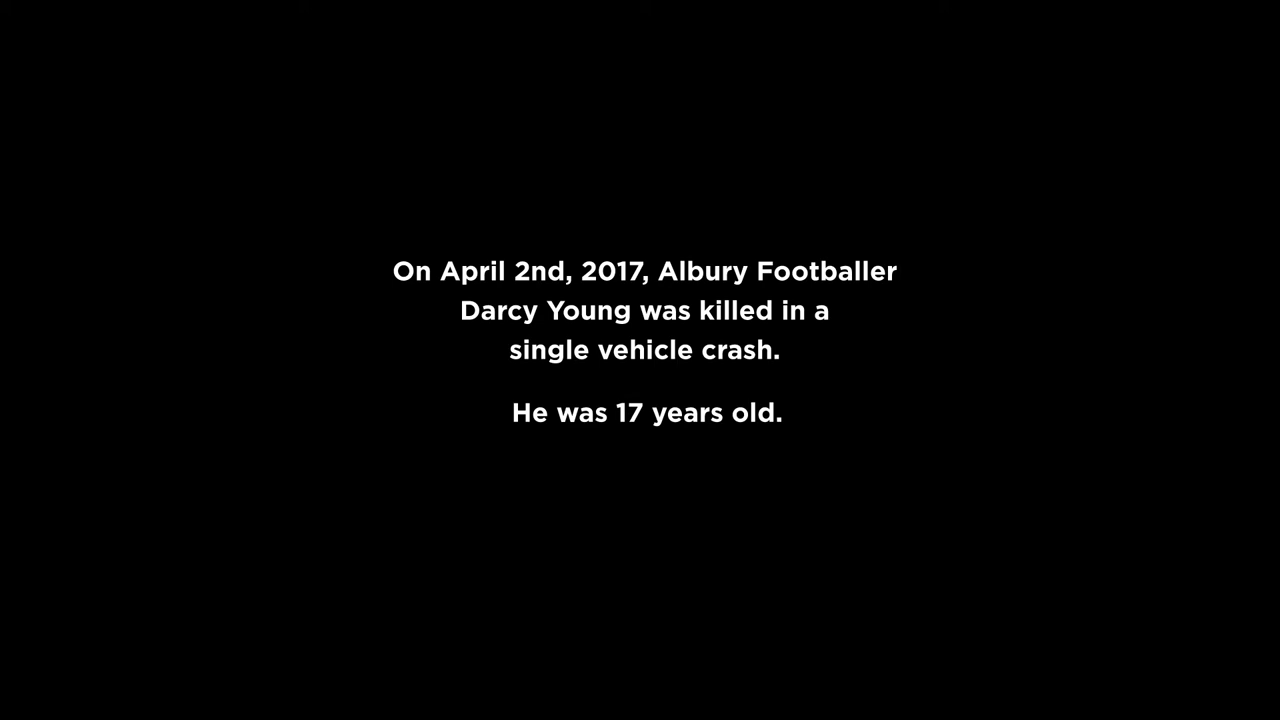 On April 2nd, 2017, Albury Footballer
Darcy Young was killed in a
single vehicle crash.
He was 17 years old.